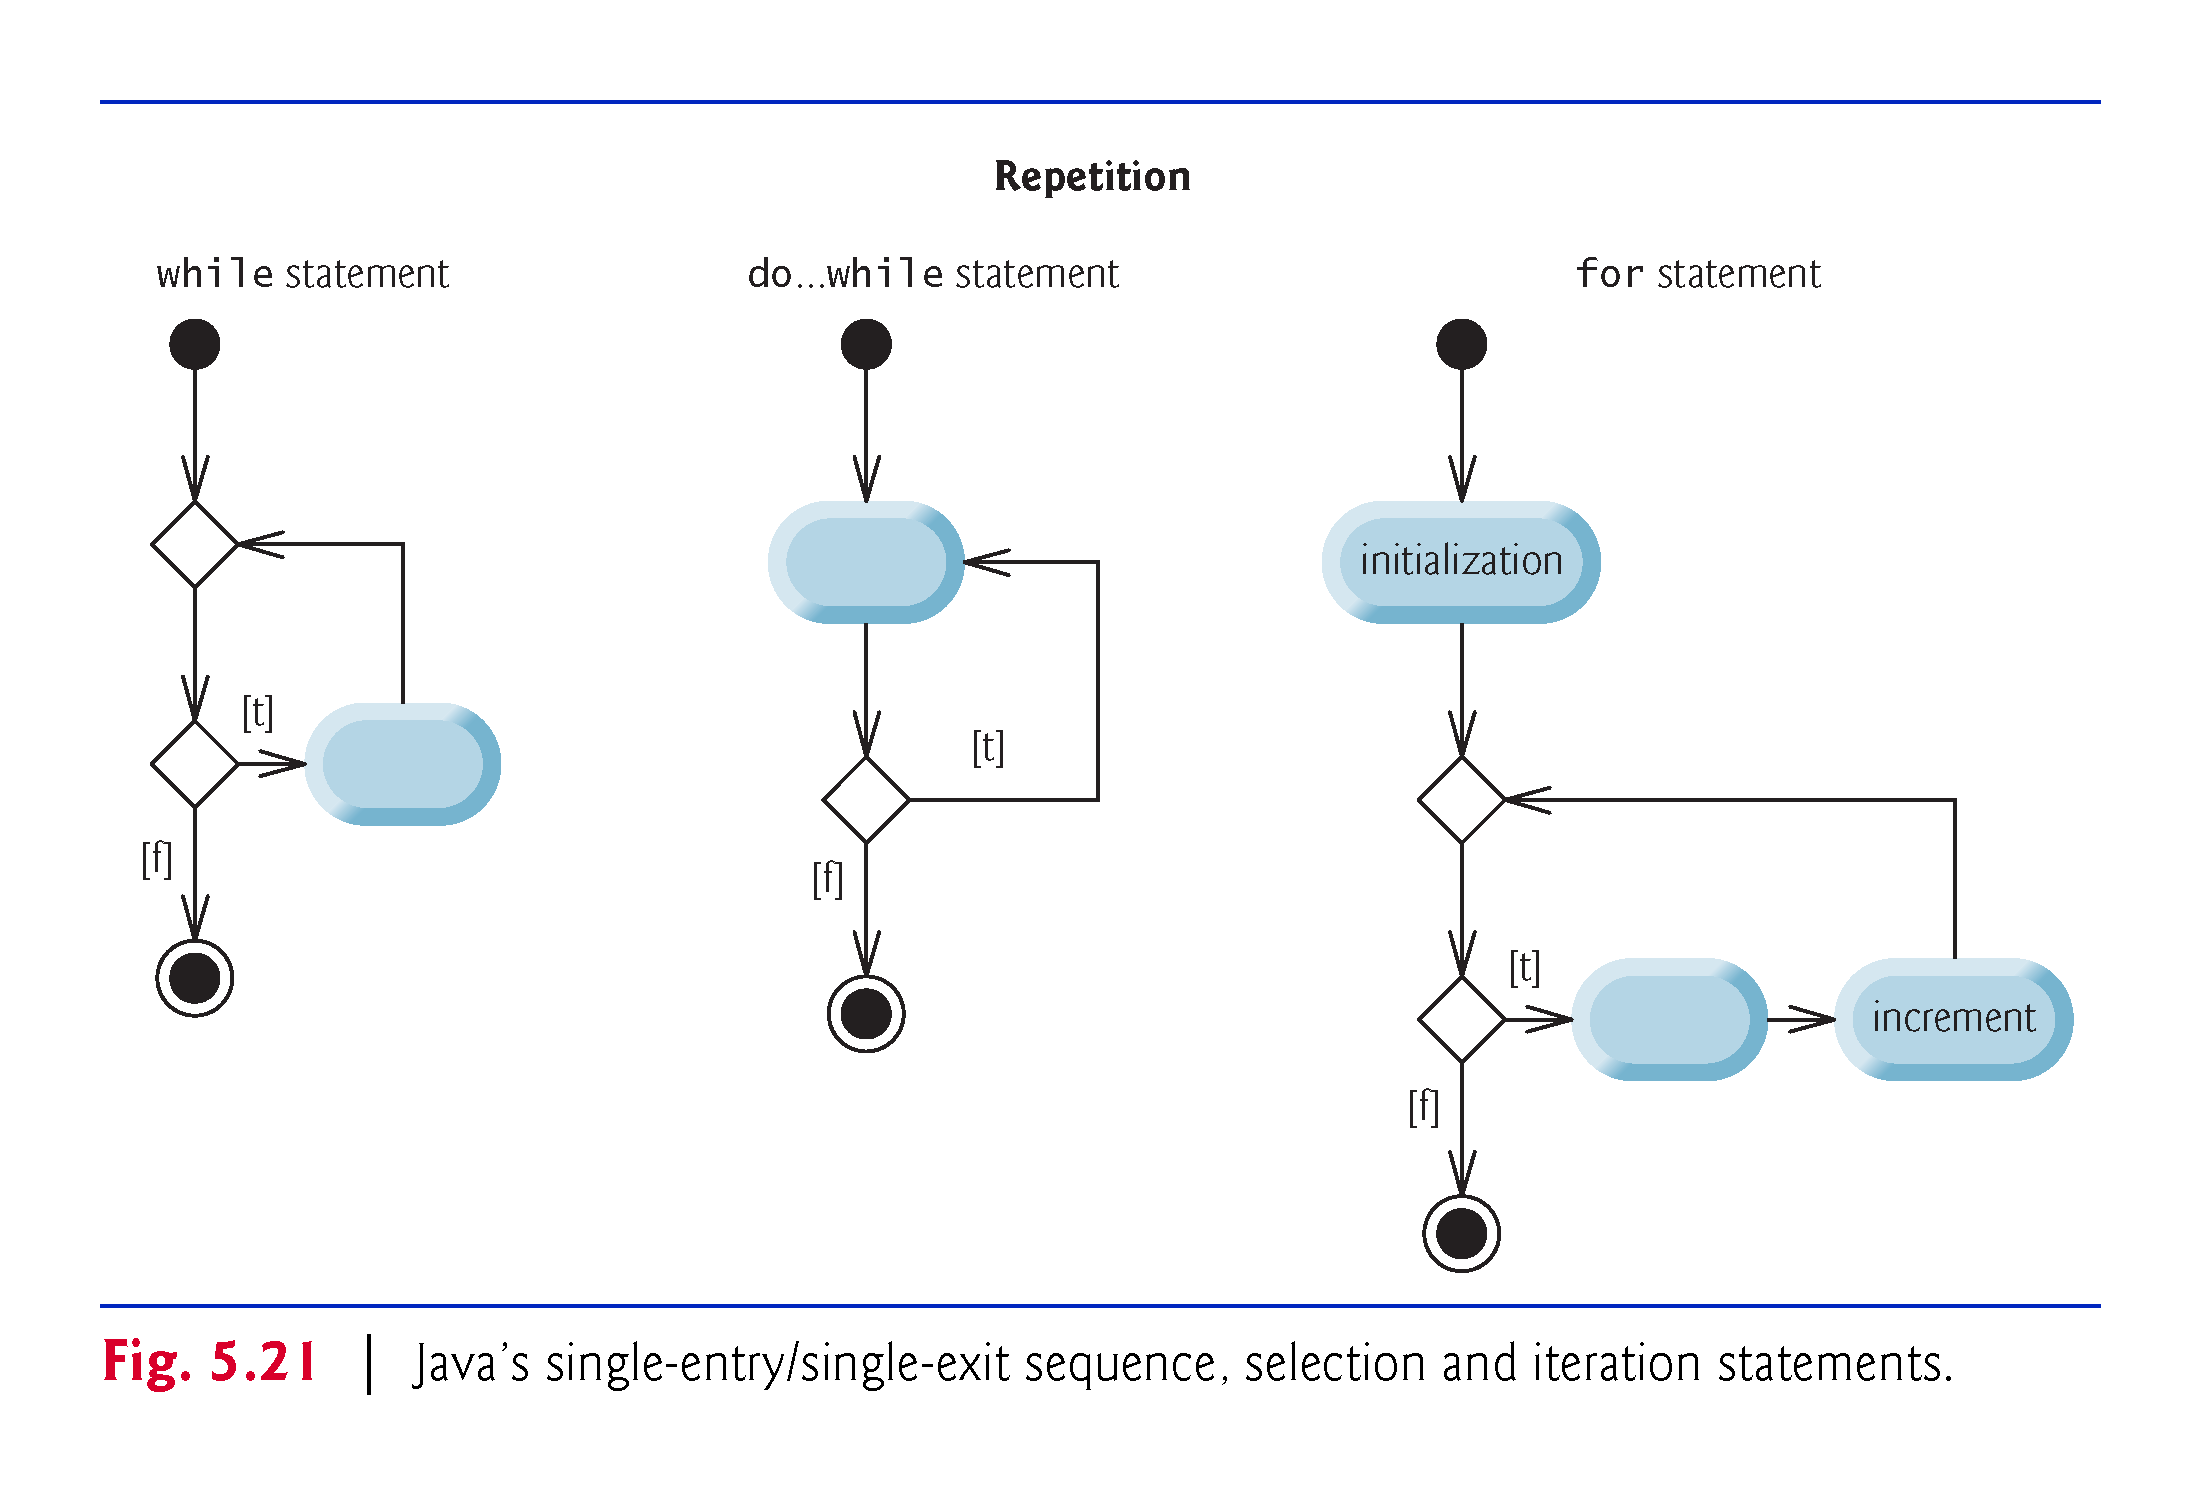 Repetition
while statement
do...while statement
for statement
initialization
[t]
[t]
[f]
[f]
[t]
increment
[f]
Fig. 5.21 | Java's single-entry/single-exit sequence, selection and iteration statements.